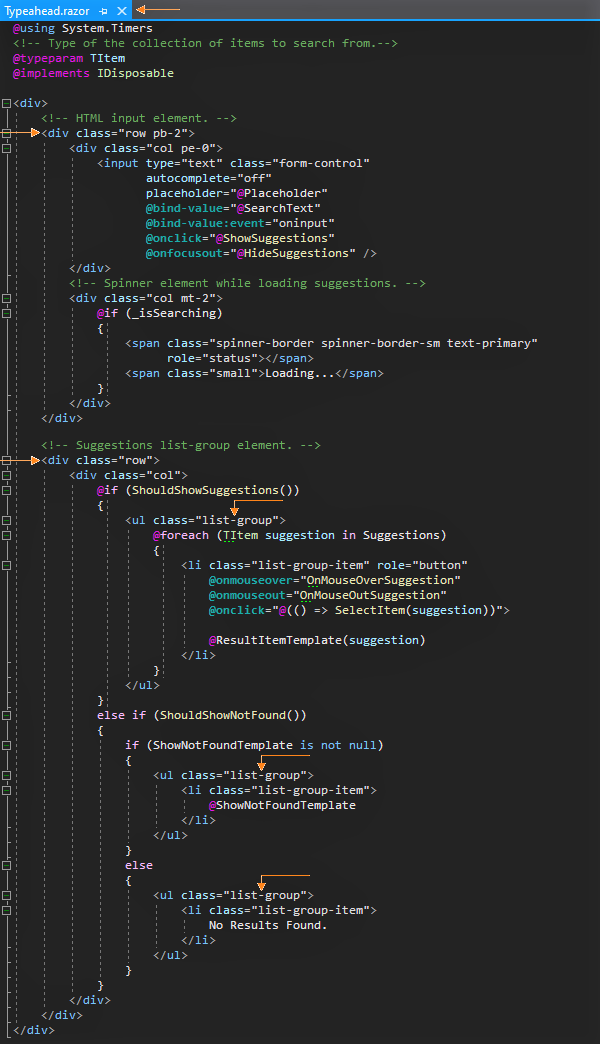 Typeahead.razor
@using System.Timers
<!-- Type of the collection of items to search from.-->
@typeparam TItem
@implements IDisposable
<div>
<!-- HTML input element. -->
<div class="row pb-2">
<div class="col pe-0">
<input type="text" class="form-control"
autocomplete="off"
placeholder="@Placeholder"
@bind-value="@SearchText"
@bind-value:event="oninput"
@onclick="@ShowSuggestions"
@onfocusout="@HideSuggestions" />
</div>
<!-- Spinner element while loading suggestions. -->
<div class="col mt-2">
@if (_isSearching)
{
<span class="spinner-border spinner-border-sm text-primary"
role="status"></span>
<span class="small">Loading...</span>
}
</div>
</div>
<!-- Suggestions list-group element. -->
<div class="row">
<div class="col">
@if (ShouldShowSuggestions())
{
<ul class="list-group">
@foreach (TItem suggestion in Suggestions)
{
<li class="list-group-item" role="button"
@onmouseover="OnMouseOverSuggestion"
@onmouseout="OnMouseOutSuggestion"
@onclick="@(() => SelectItem(suggestion))">
@ResultItemTemplate(suggestion)
</li>
}
</ul>
}
else if (ShouldShowNotFound())
{
if (ShowNotFoundTemplate is not null)
{
<ul class="list-group">
<li class="list-group-item">
@ShowNotFoundTemplate
</li>
</ul>
}
else
{
<ul class="list-group">
<li class="list-group-item">
No Results Found.
</li>
</ul>
}
}
</div>
</div>
</div>